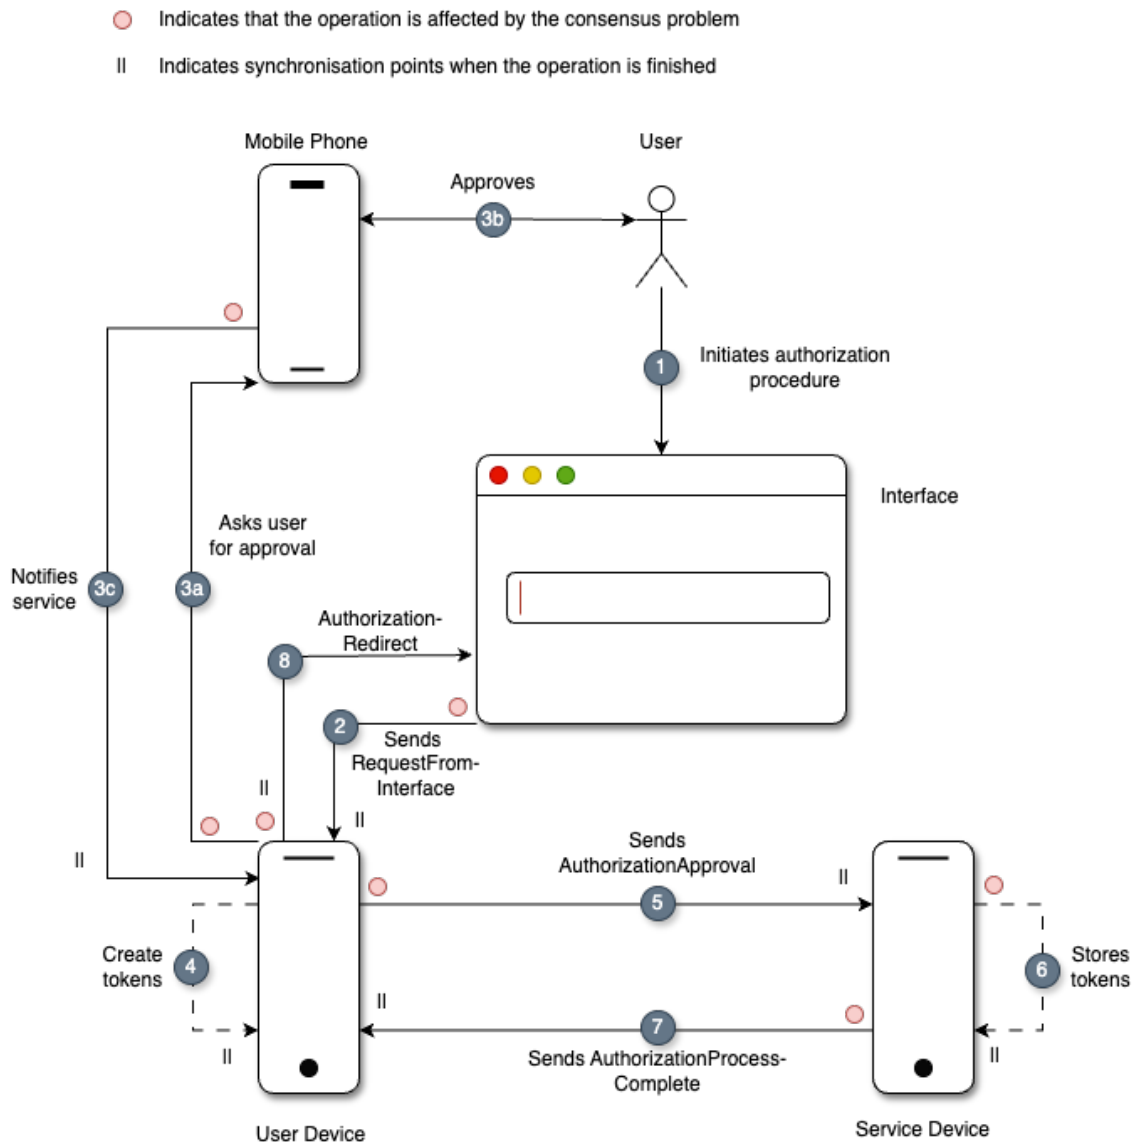 Indicates that the operation is affected by the consensus problem
II Indicates synchronisation points when the operation is finished
Mobile Phone
User
Approves
3b
1
Initiates authorization
procedure
Interface
Asks user
for approval
Notifies
service
3c
3a
Authorization-
Redirect
8
2
Sends
RequestFrom-
Interface
II
II
II
Sends
AuthorizationApproval
II
5
Create
tokens
4
6
Stores
tokens
II
II
II
7
Sends AuthorizationProcess-
Complete
User Device
Service Device